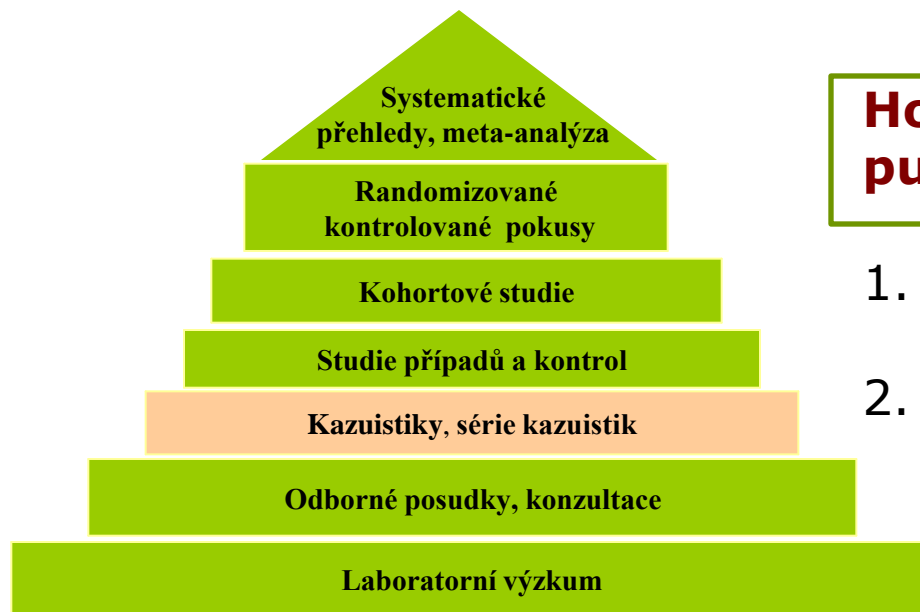 Systematické
přehledy, meta-analýza
Randomizované
kontrolované pokusy
Kohortové studie
Studie případů a kontrol
Kazuistiky, série kazuistik
Odborné posudky, konzultace
Laboratorní výzkum
1.
2.